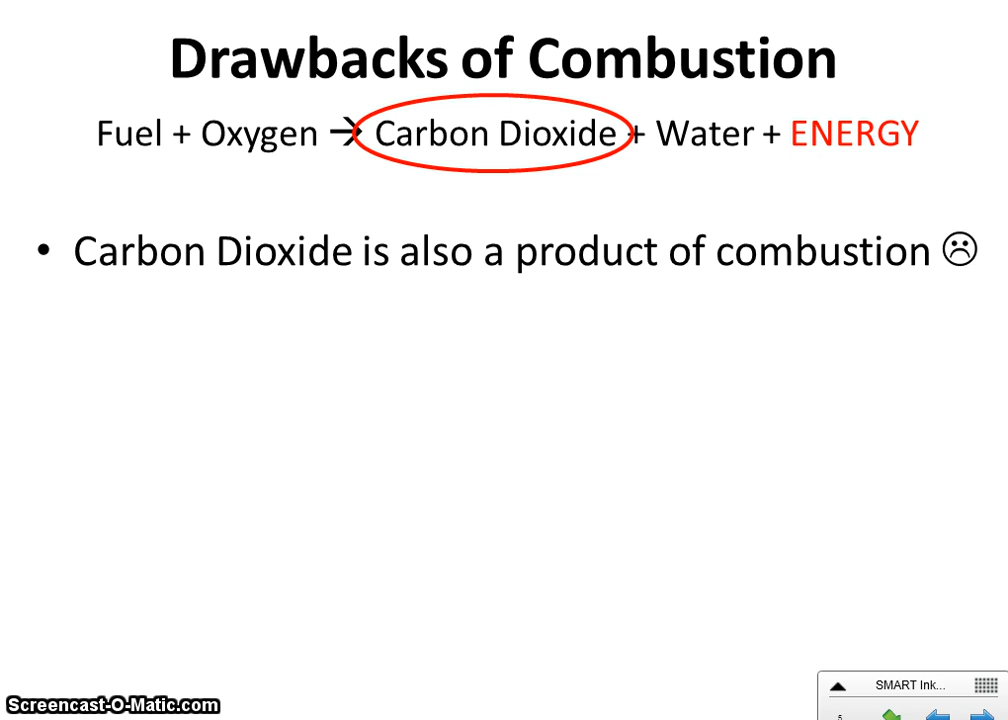 Drawbacks of Combustion
Fuel + Oxygen → Carbon Dioxide + Water + ENERGY
• Carbon Dioxide is also a product of combustion ☹
SMART Ink...
5
Screencast-O-Matic.com